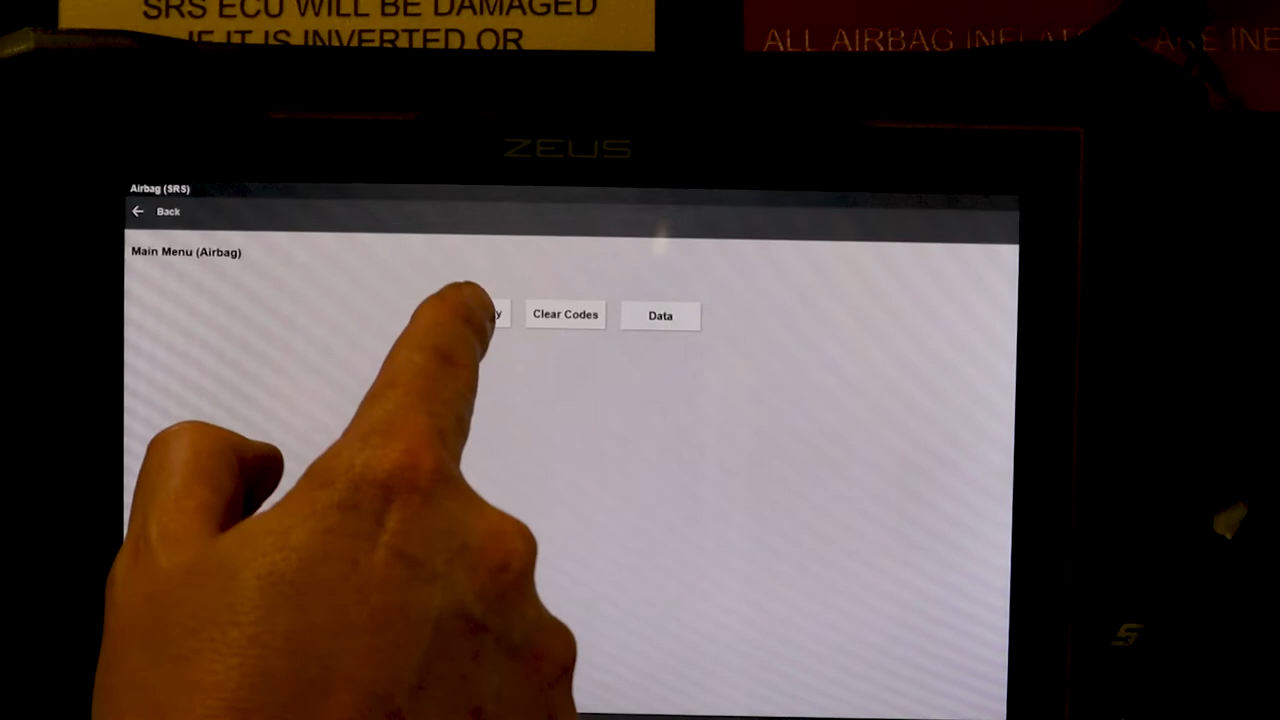 SRS ECU WILL BE DAMAGED
IF IT IS INVERTED OR
ALL AIRBAG ARE
ZEUS
Airbag (SRS)
Back
Main Menu (Airbag)
Clear Codes
Data